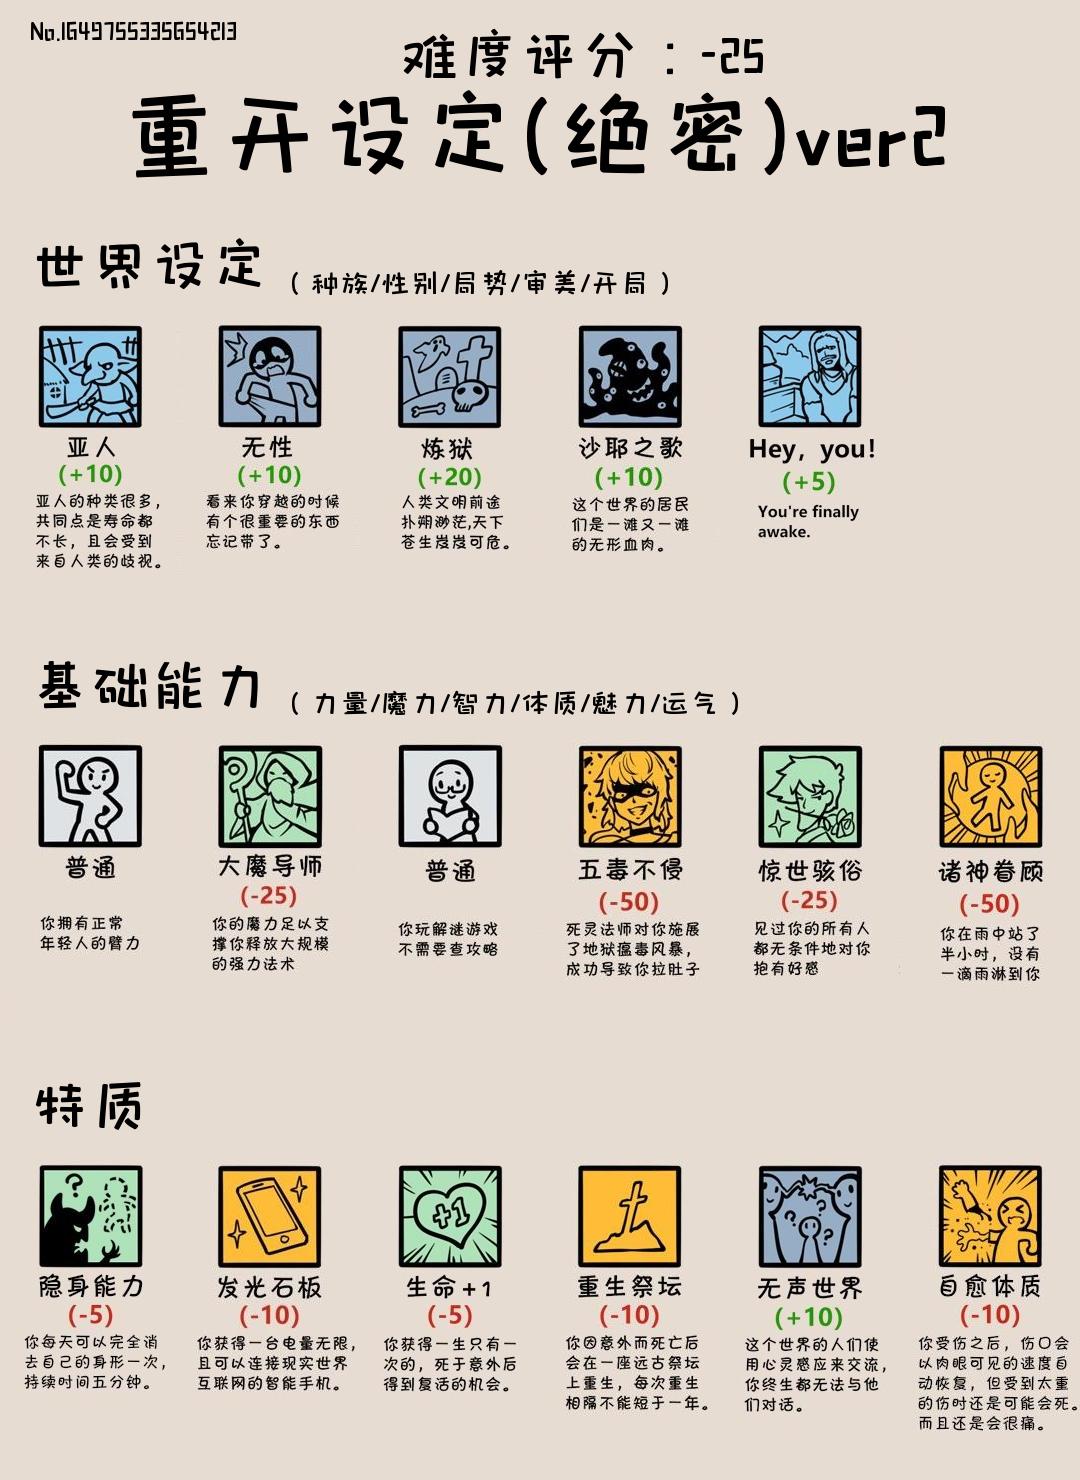 No.1649755335654213
难度评分：-25
重开设定(绝密)ver2
世界设定（种族/性别/局势/审美/开局）
亚人
(+10)
亚人的种类很多，
共同点是寿命都
不长，且会受到
来自人类的歧视。
无性
(+10)
看来你穿越的时候
有个很重要的东西
忘记带了。
炼狱
(+20)
人类文明前途
扑朔渺茫,天下
苍生岌岌可危。
沙耶之歌
(+10)
这个世界的居民
们是一滩又一滩
的无形血肉。
Hey, you!
(+5)
You're finally
awake.
基础能力（力量/魔力/智力/体质/魅力/运气）
普通
你拥有正常
年轻人的臂力
大魔导师
(-25)
你的魔力足以支
撑你释放大规模
的强力法术
普通
你玩解谜游戏
不需要查攻略
五毒不侵
(-50)
死灵法师对你施展
了地狱瘟毒风暴，
成功导致你拉肚子
惊世骇俗
(-25)
见过你的所有人
都无条件地对你
抱有好感
诸神眷顾
(-50)
你在雨中站了
半小时，没有
一滴雨淋到你
特质
隐身能力
(-5)
你每天可以完全消
去自己的身形一次，
持续时间五分钟。
发光石板
(-10)
你获得一台电量无限，
且可以连接现实世界
互联网的智能手机。
生命+1
(-5)
你获得一生只有一
次的，死于意外后
得到复活的机会。
重生祭坛
(-10)
你因意外而死亡后
会在一座远古祭坛
上重生，每次重生
相隔不能短于一年。
无声世界
(+10)
这个世界的人们使
用心灵感应来交流，
你终生都无法与他
们对话。
自愈体质
(-10)
你受伤之后，伤口会
以肉眼可见的速度自
动恢复，但受到太重
的伤时还是可能会死。
而且还是会很痛。